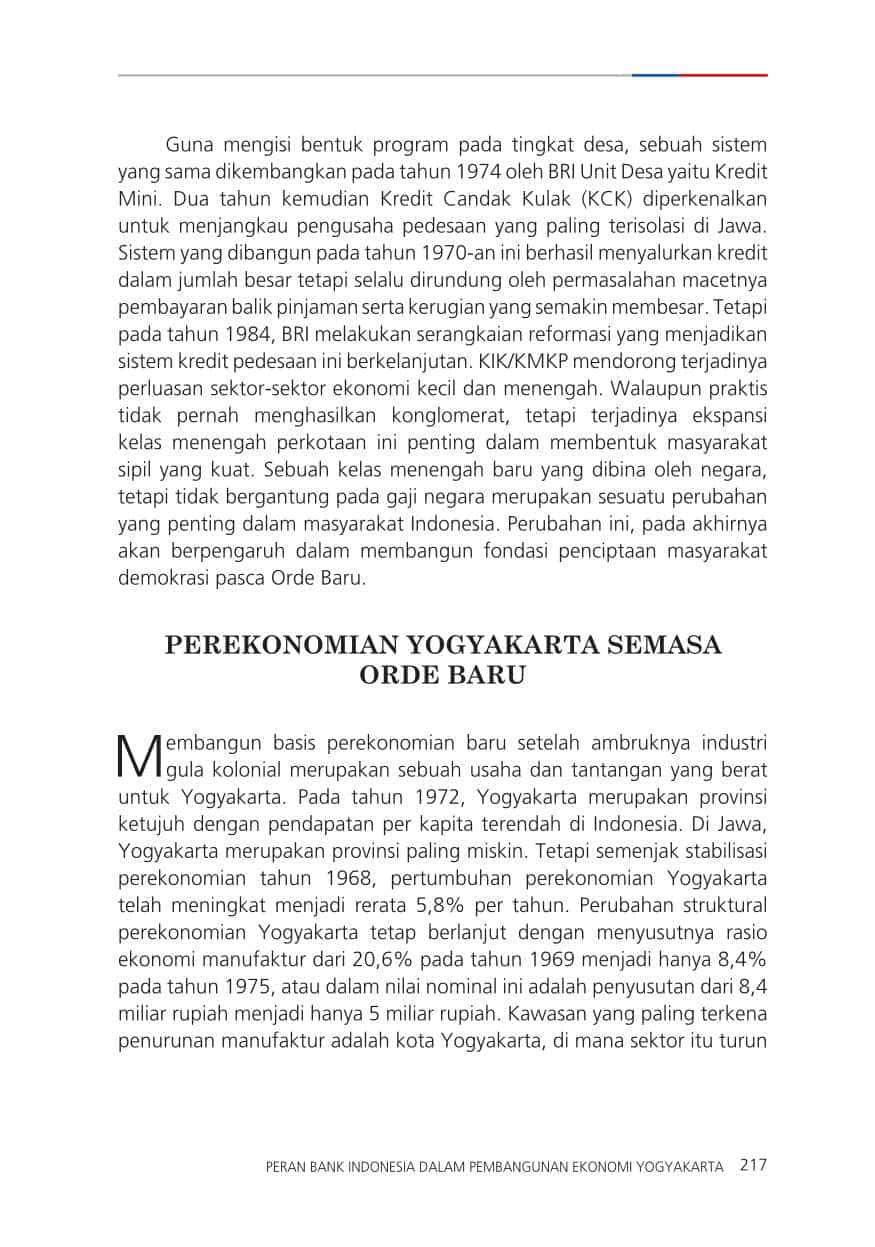 Guna mengisi bentuk program pada tingkat desa, sebuah sistem
yang sama dikembangkan pada tahun 1974 oleh BRI Unit Desa yaitu Kredit
Mini. Dua tahun kemudian Kredit Candak Kulak (KCK) diperkenalkan
untuk menjangkau pengusaha pedesaan yang paling terisolasi di Jawa.
Sistem yang dibangun pada tahun 1970-an ini berhasil menyalurkan kredit
dalam jumlah besar tetapi selalu dirundung oleh permasalahan macetnya
pembayaran balik pinjaman serta kerugian yang semakin membesar. Tetapi
pada tahun 1984, BRI melakukan serangkaian reformasi yang menjadikan
sistem kredit pedesaan ini berkelanjutan. KIK/KMKP mendorong terjadinya
perluasan sektor-sektor ekonomi kecil dan menengah. Walaupun praktis
tidak pernah menghasilkan konglomerat, tetapi terjadinya ekspansi
kelas menengah perkotaan ini penting dalam membentuk masyarakat
sipil yang kuat. Sebuah kelas menengah baru yang dibina oleh negara,
tetapi tidak bergantung pada gaji negara merupakan sesuatu perubahan
yang penting dalam masyarakat Indonesia. Perubahan ini, pada akhirnya
akan berpengaruh dalam membangun fondasi penciptaan masyarakat
demokrasi pasca Orde Baru.
PEREKONOMIAN YOGYAKARTA SEMASA
ORDE BARU
Membangun basis perekonomian baru setelah ambruknya industri
gula kolonial merupakan sebuah usaha dan tantangan yang berat
untuk Yogyakarta. Pada tahun 1972, Yogyakarta merupakan provinsi
ketujuh dengan pendapatan per kapita terendah di Indonesia. Di Jawa,
Yogyakarta merupakan provinsi paling miskin. Tetapi semenjak stabilisasi
perekonomian tahun 1968, pertumbuhan perekonomian Yogyakarta
telah meningkat menjadi rerata 5,8% per tahun. Perubahan struktural
perekonomian Yogyakarta tetap berlanjut dengan menyusutnya rasio
ekonomi manufaktur dari 20,6% pada tahun 1969 menjadi hanya 8,4%
pada tahun 1975, atau dalam nilai nominal ini adalah penyusutan dari 8,4
miliar rupiah menjadi hanya 5 miliar rupiah. Kawasan yang paling terkena
penurunan manufaktur adalah kota Yogyakarta, di mana sektor itu turun
PERAN BANK INDONESIA DALAM PEMBANGUNAN EKONOMI YOGYAKARTA 217